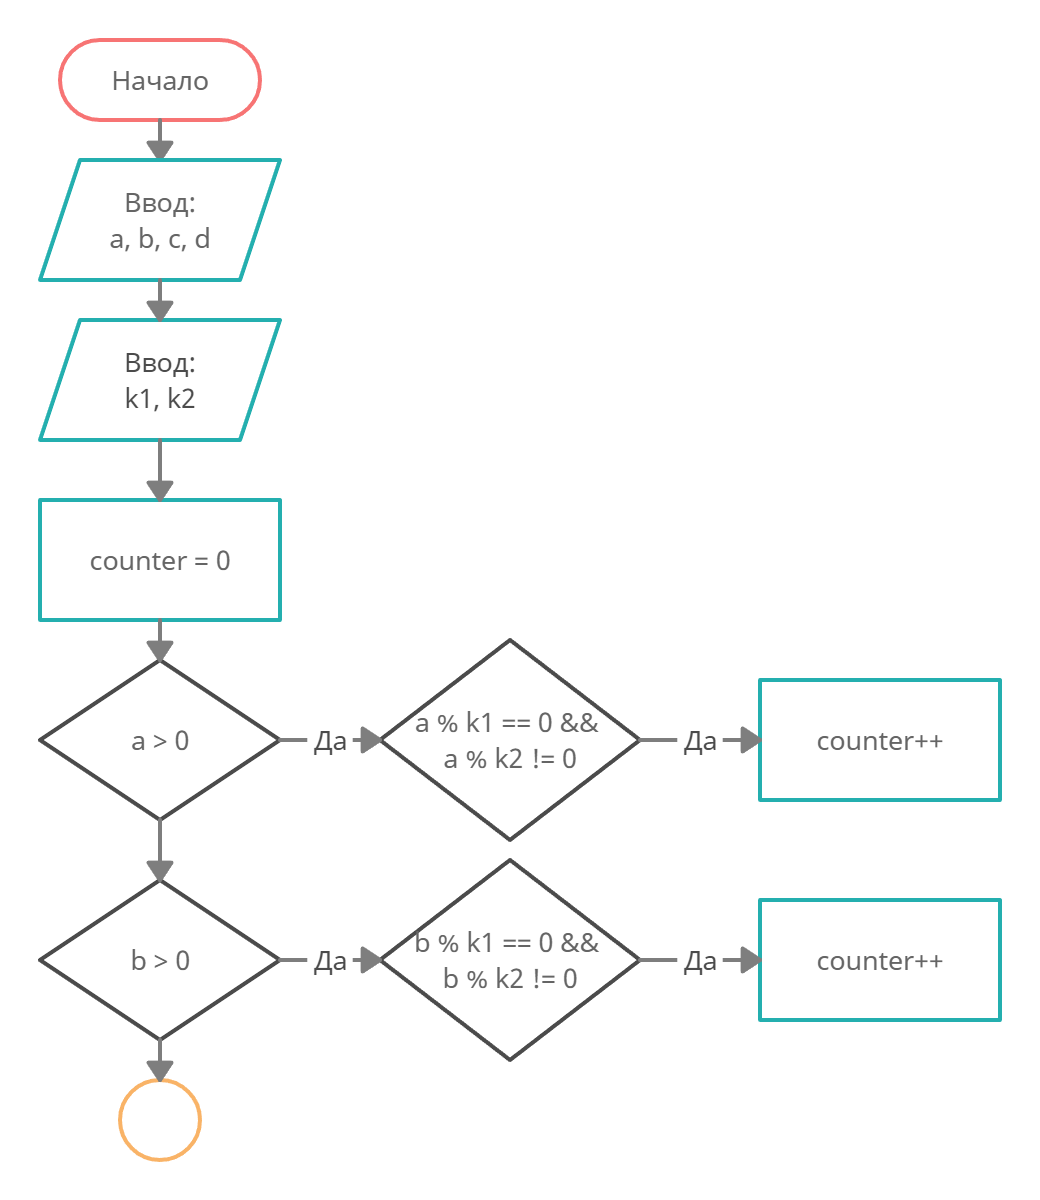 Начало
Ввод:
a, b, c, d
Ввод:
k1, k2
counter = 0
a > 0
Да
a % k1 == 0 &&
a % k2 != 0
Да
counter++
b > 0
Да
b % k1 == 0 &&
b % k2 != 0
Да
counter++